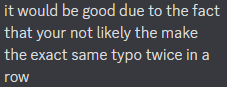 it would be good due to the fact
that your not likely the make
the exact same typo twice in a
row